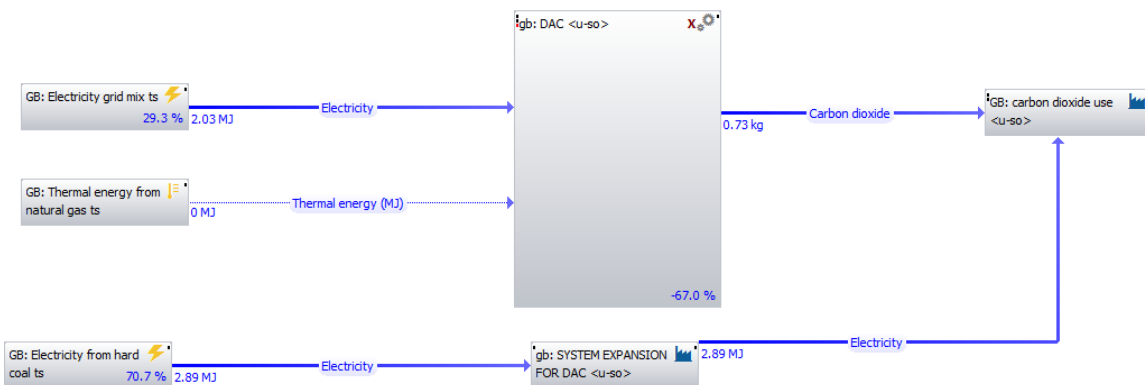 gb: DAC <u-so>
X
GB: Electricity grid mix ts
29.3 %
2.03 MJ
Electricity
Carbon dioxide
0.73 kg
GB: carbon dioxide use
<u-so>
GB: Thermal energy from
natural gas ts
0 MJ
Thermal energy (MJ)
-67.0 %
GB: Electricity from hard
coal ts
70.7 %
2.89 MJ
Electricity
gb: SYSTEM EXPANSION
FOR DAC <u-so>
2.89 MJ
Electricity